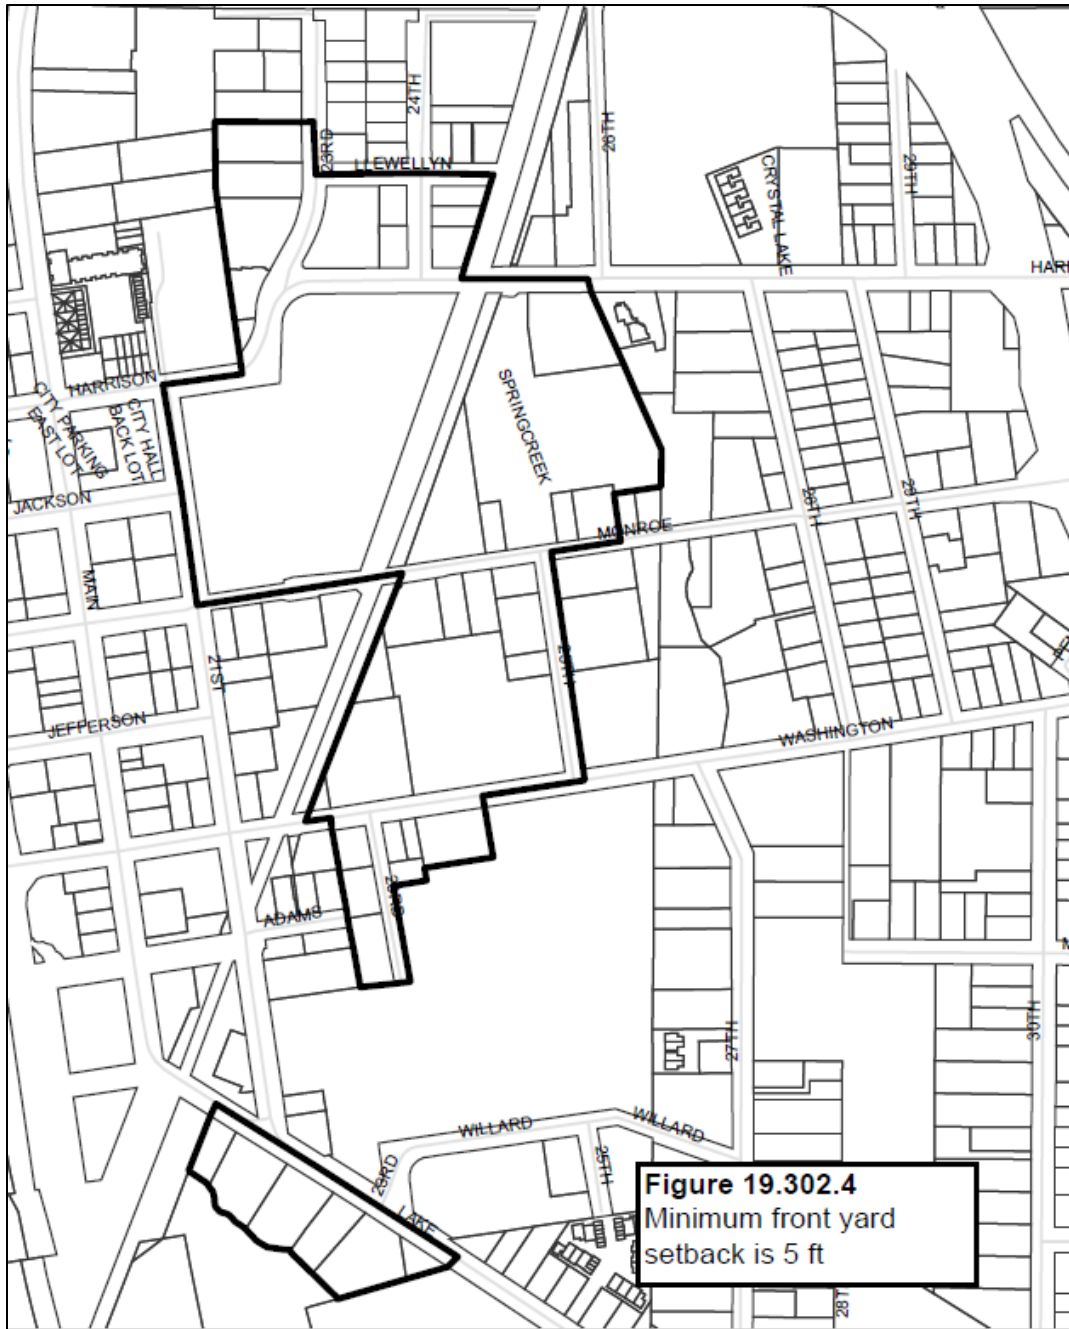 24TH
23RD
LLEWELLYN
26TH
CRYSTAL LAKE
29TH
HARRISON
CITY PARKING
EAST LOT
CITY HALL
BACK LOT
SPRINGCREEK
JACKSON
MONROE
28TH
29TH
MAIN
21ST
JEFFERSON
WASHINGTON
23RD
ADAMS
27TH
30TH
WILLARD
WILLARD
25TH
23RD
LAKE
28TH
Figure 19.302.4
Minimum front yard
setback is 5 ft